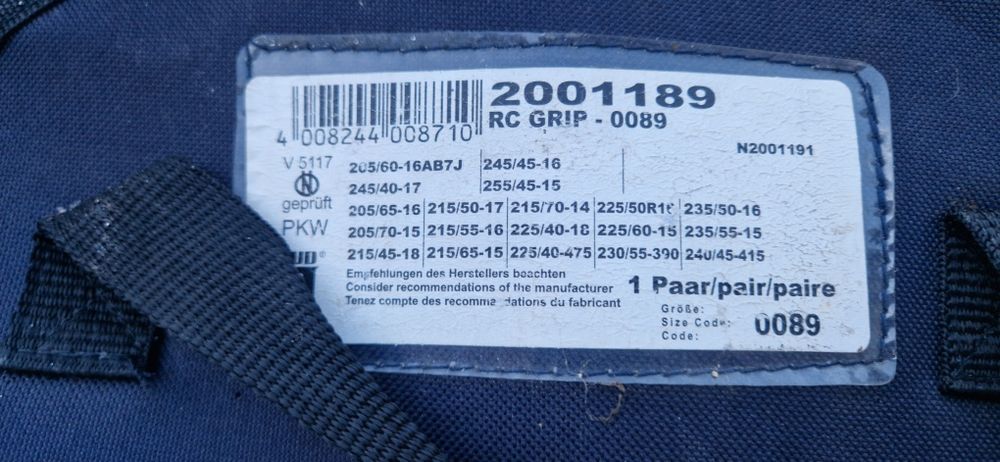 2001189
RC GRIP - 0089
4 008244 008710
N2001191
V 5117
geprüft
PKW
205/60-16AB7J 245/45-16
245/40-17 255/45-15
205/65-16 215/50-17 215/70-14 225/50R16 235/50-16
205/70-15 215/55-16 225/40-18 225/60-15 235/55-15
215/45-18 215/65-15 225/40-475 230/55-390 240/45-415
Empfehlungen des Herstellers beachten
Consider recommendations of the manufacturer
Tenez compte des recommandations du fabricant
1 Paar/pair/paire
Größe:
Size Code:
Code:
0089